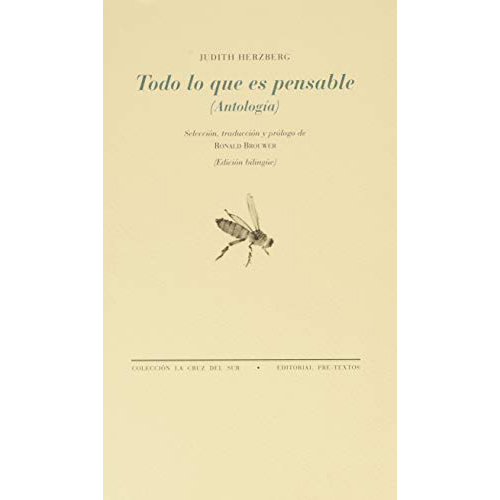 JUDITH HERZBERG
Todo lo que es pensable
(Antología)
Selección, traducción y prólogo de
RONALD BROUWER
(Edición bilingüe)
COLECCIÓN LA CRUZ DEL SUR • EDITORIAL PRE-TEXTOS